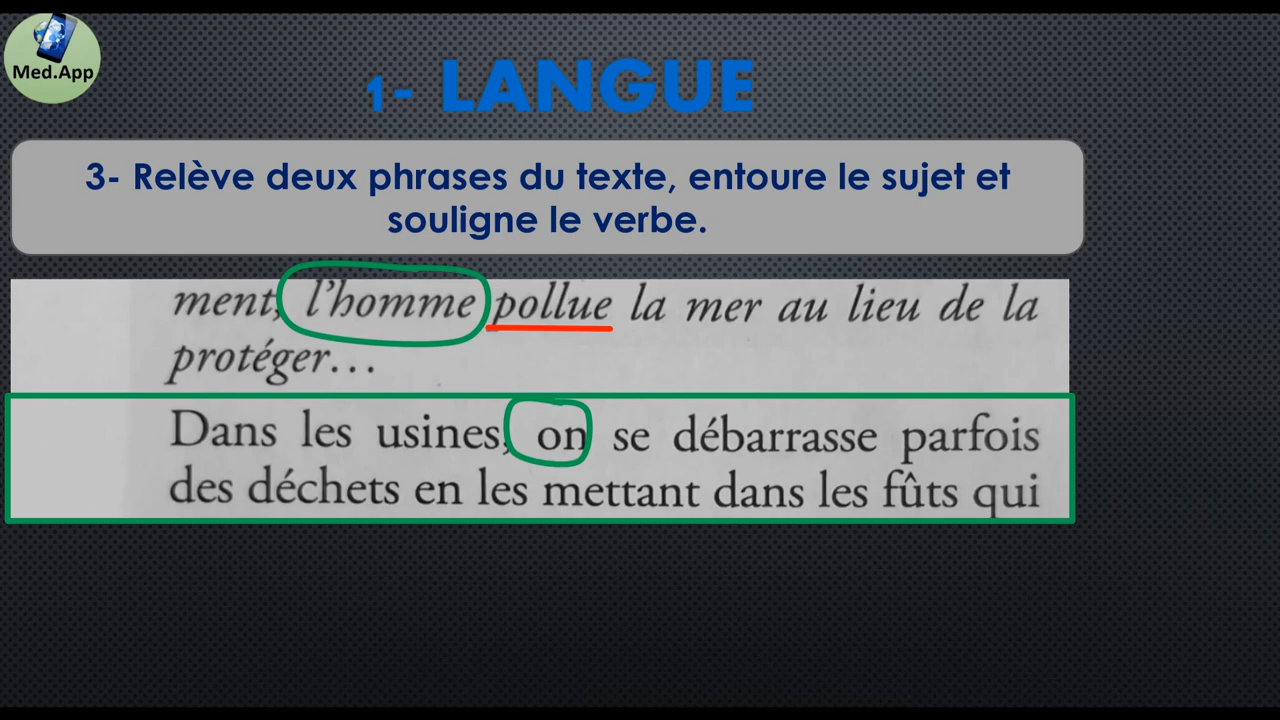 Med.App
1- LANGUE
3- Relève deux phrases du texte, entoure le sujet et
souligne le verbe.
ment, l'homme pollue la mer au lieu de la
protéger...
Dans les usines, on se débarrasse parfois
des déchets en les mettant dans les fûts qui